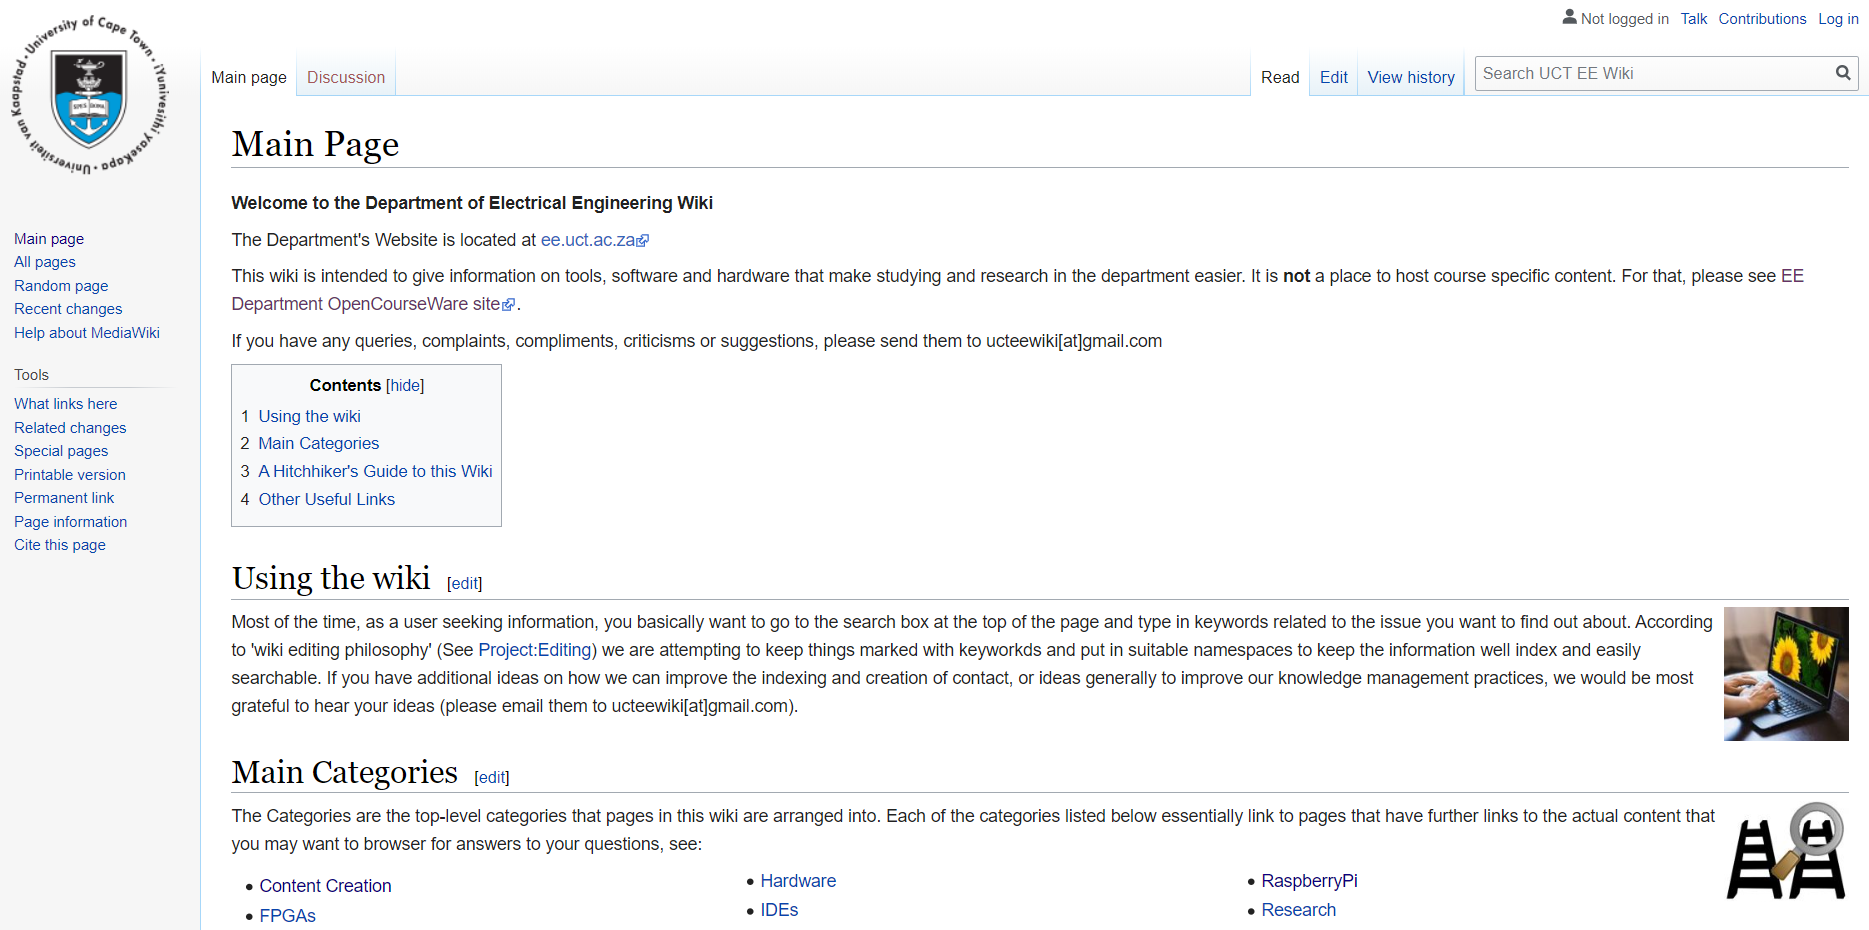 University of Cape Town · iYunivesithi yaseKapa · Universiteit van Kaapstad ·
SPES BONA
Not logged in Talk Contributions Log in
Main page Discussion Read Edit View history Search UCT EE Wiki
Main Page
Welcome to the Department of Electrical Engineering Wiki
The Department's Website is located at ee.uct.ac.za
This wiki is intended to give information on tools, software and hardware that make studying and research in the department easier. It is not a place to host course specific content. For that, please see EE
Department OpenCourseWare site .
If you have any queries, complaints, compliments, criticisms or suggestions, please send them to ucteewiki[at]gmail.com
Main page
All pages
Random page
Recent changes
Help about MediaWiki
Tools
What links here
Related changes
Special pages
Printable version
Permanent link
Page information
Cite this page
Contents [hide]
1 Using the wiki
2 Main Categories
3 A Hitchhiker's Guide to this Wiki
4 Other Useful Links
Using the wiki [edit]
Most of the time, as a user seeking information, you basically want to go to the search box at the top of the page and type in keywords related to the issue you want to find out about. According
to 'wiki editing philosophy' (See Project:Editing) we are attempting to keep things marked with keyworkds and put in suitable namespaces to keep the information well index and easily
searchable. If you have additional ideas on how we can improve the indexing and creation of contact, or ideas generally to improve our knowledge management practices, we would be most
grateful to hear your ideas (please email them to ucteewiki[at]gmail.com).
Main Categories [edit]
The Categories are the top-level categories that pages in this wiki are arranged into. Each of the categories listed below essentially link to pages that have further links to the actual content that
you may want to browser for answers to your questions, see:
• Content Creation
• FPGAs
• Hardware
• IDEs
• RaspberryPi
• Research